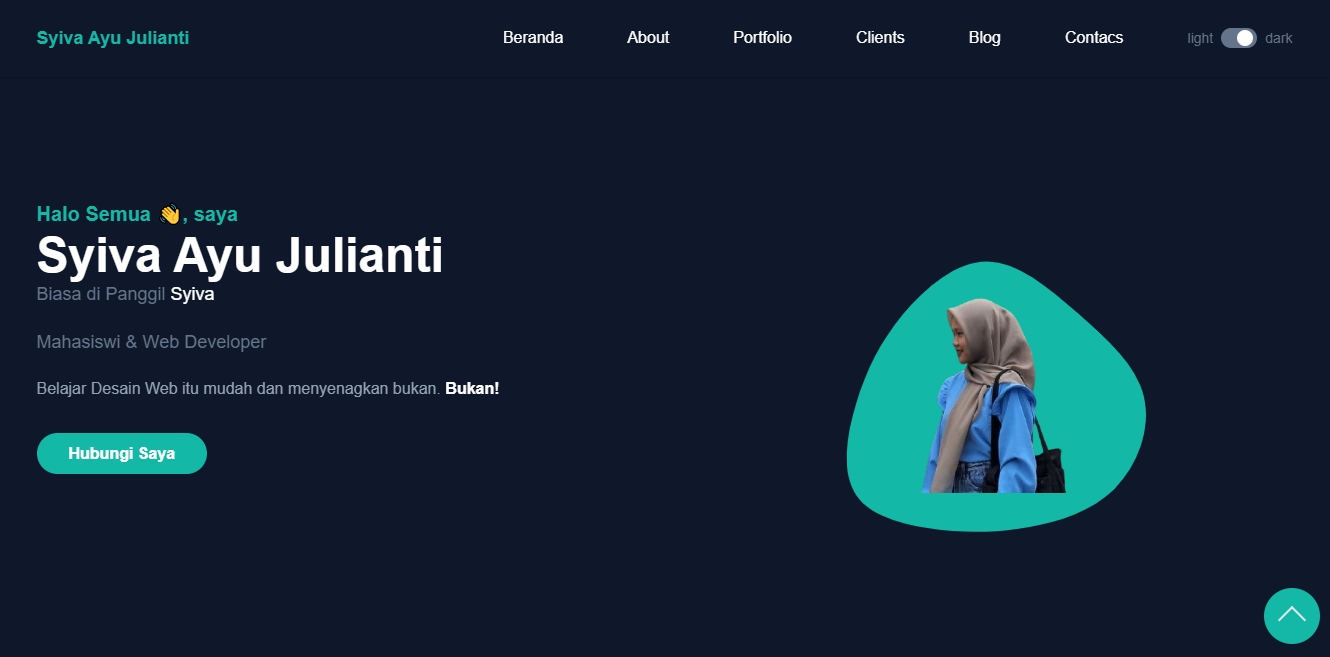 Syiva Ayu Julianti
Beranda About Portfolio Clients Blog Contacs light dark
Halo Semua 👋, saya
Syiva Ayu Julianti
Biasa di Panggil Syiva
Mahasiswi & Web Developer
Belajar Desain Web itu mudah dan menyenagkan bukan. Bukan!
Hubungi Saya